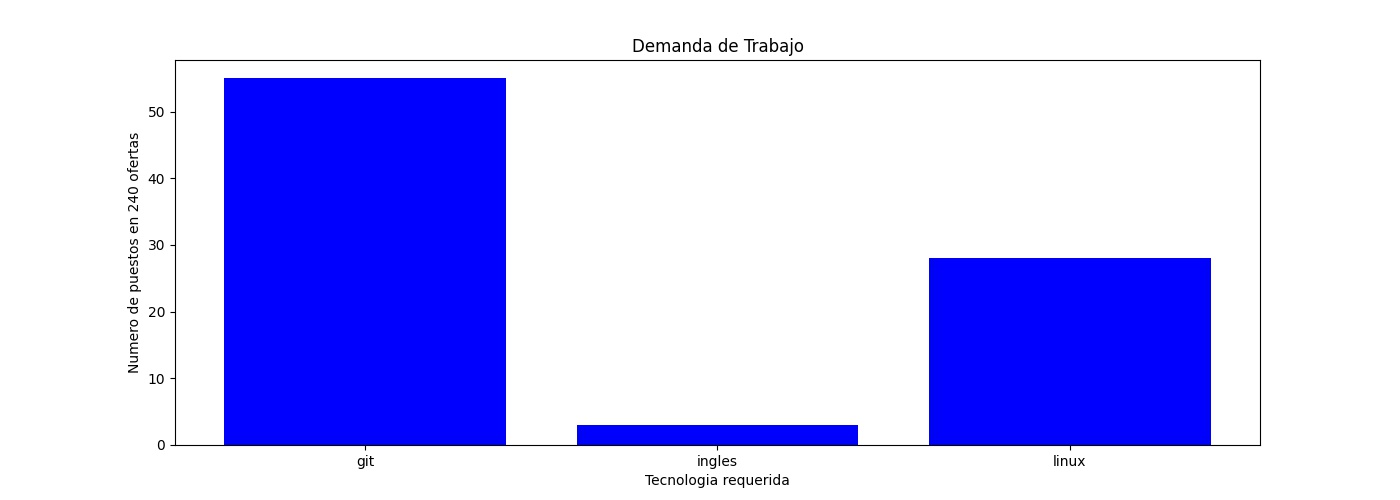 Demanda de Trabajo
Numero de puestos en 240 ofertas
50
40
30
20
10
0
git ingles linux
Tecnologia requerida